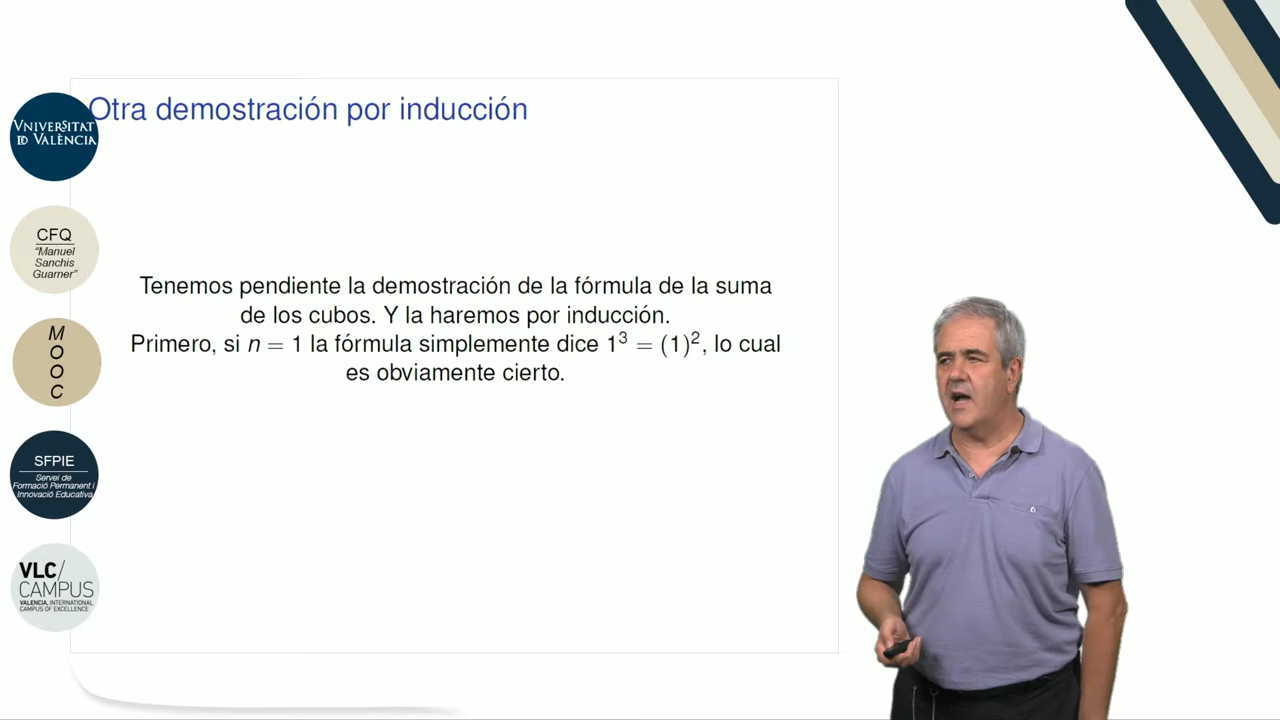 Otra demostración por inducción
VNIVERSITAT
ID VALÈNCIA
CFQ
"Manuel
Sanchis
Guarner"
Tenemos pendiente la demostración de la fórmula de la suma
de los cubos. Y la haremos por inducción.
Primero, si n = 1 la fórmula simplemente dice 1³ = (1)², lo cual
es obviamente cierto.
M
O
O
C
SFPIE
Servei de
Formació Permanent i
Innovació Educativa
VLC/
CAMPUS
VALENCIA, INTERNATIONAL
CAMPUS OF EXCELLENCE